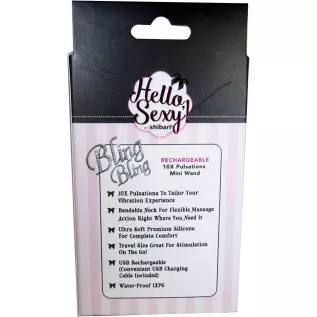 Hello,
Sexy!
BY shibari
Bling
Bling
RECHARGEABLE
10X Pulsations
Mini Wand
10X Pulsations To Tailor Your
Vibration Experience
Bendable Neck For Flexible Massage
Action Right Where You Need It
Ultra Soft Premium Silicone
For Complete Comfort
Travel Size Great For Stimulation
On The Go!
USB Rechargeable
(Convenient USB Charging
Cable Included)
Water-Proof IXP6